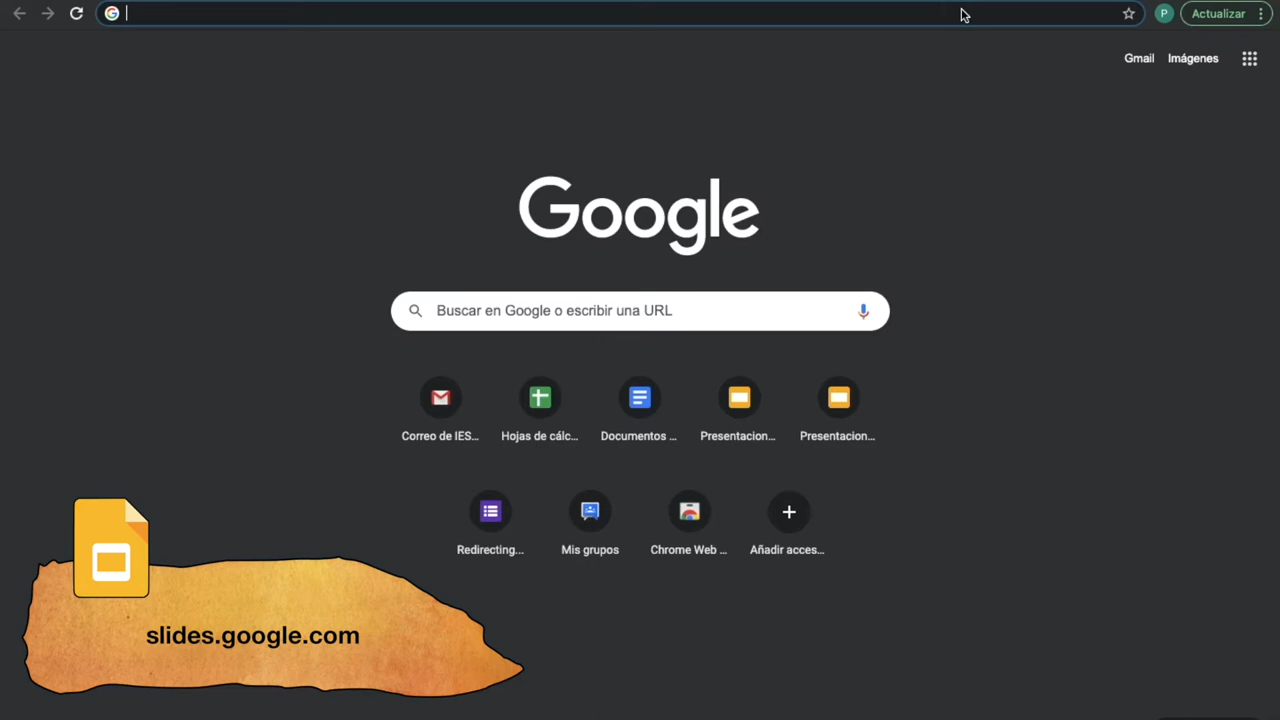 P
Actualizar
Gmail
Imágenes
Google
Buscar en Google o escribir una URL
Correo de IES...
Hojas de cálc...
Documentos ...
Presentacion...
Presentacion...
Redirecting...
Mis grupos
Chrome Web ...
Añadir acces...
slides.google.com